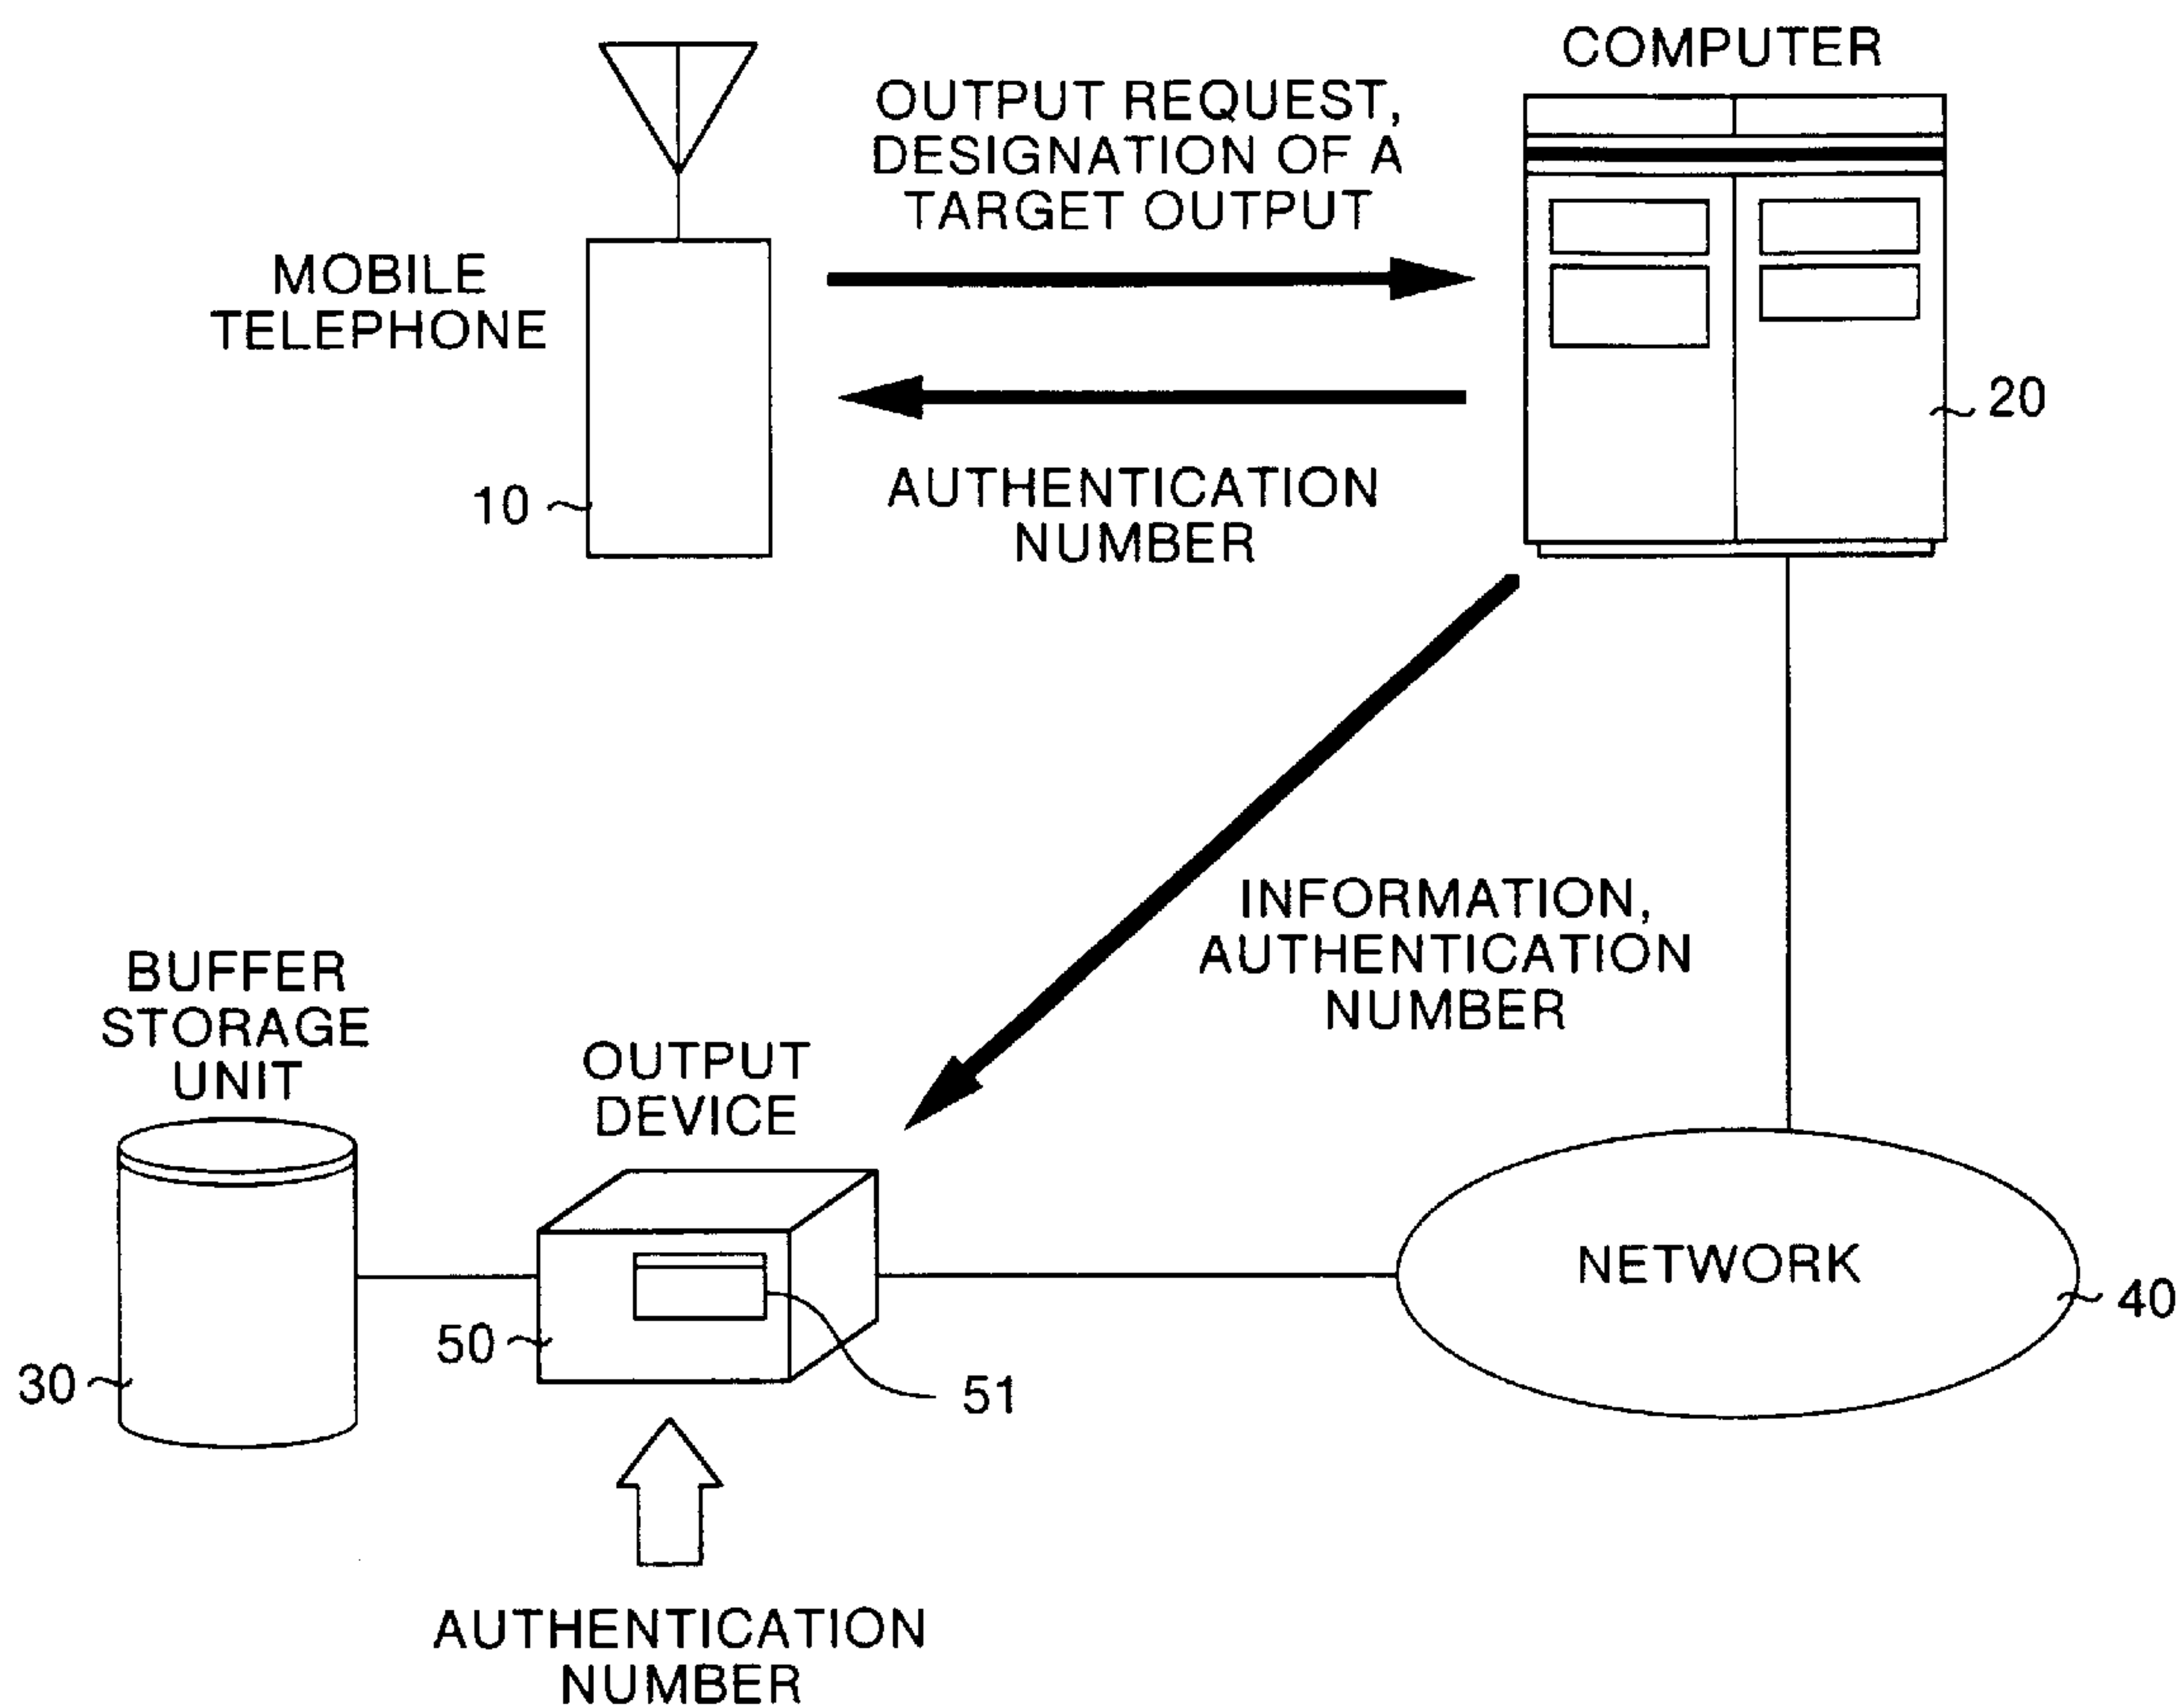 COMPUTER
OUTPUT REQUEST,
DESIGNATION OF A
TARGET OUTPUT
MOBILE
TELEPHONE
20
10
AUTHENTICATION
NUMBER
INFORMATION,
AUTHENTICATION
NUMBER
BUFFER
STORAGE
UNIT
OUTPUT
DEVICE
NETWORK
40
50
30
51
AUTHENTICATION
NUMBER